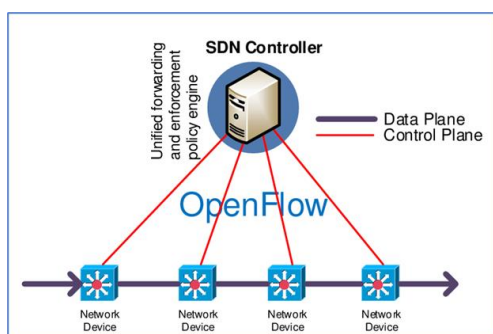 SDN Controller
Unified forwarding
and enforcement
policy engine
Data Plane
Control Plane
OpenFlow
Network
Device
Network
Device
Network
Device
Network
Device